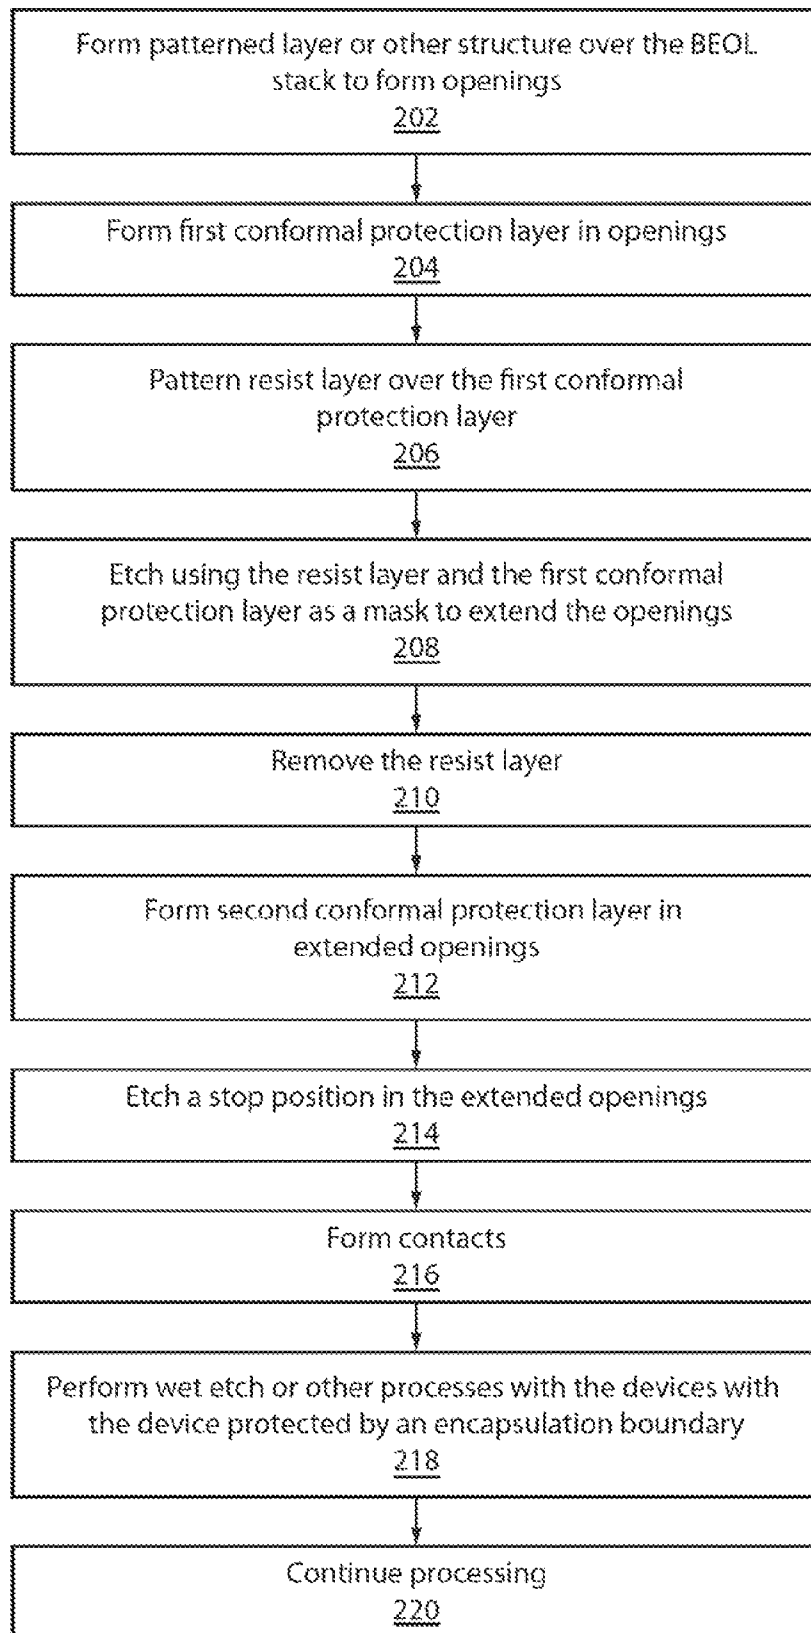 Form patterned layer or other structure over the BEOL
stack to form openings
202
Form first conformal protection layer in openings
204
Pattern resist layer over the first conformal
protection layer
206
Etch using the resist layer and the first conformal
protection layer as a mask to extend the openings
208
Remove the resist layer
210
Form second conformal protection layer in
extended openings
212
Etch a stop position in the extended openings
214
Form contacts
216
Perform wet etch or other processes with the devices with
the device protected by an encapsulation boundary
218
Continue processing
220